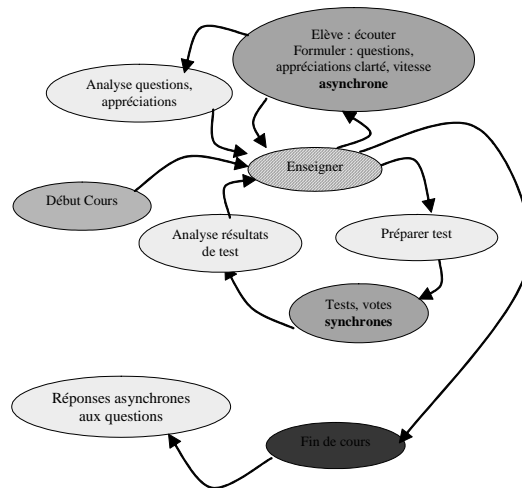 Elève : écouter
Formuler : questions,
appréciations clarté, vitesse
asynchrone
Analyse questions,
appréciations
Enseigner
Début Cours
Analyse résultats
de test
Préparer test
Tests, votes
synchrones
Réponses asynchrones
aux questions
Fin de cours